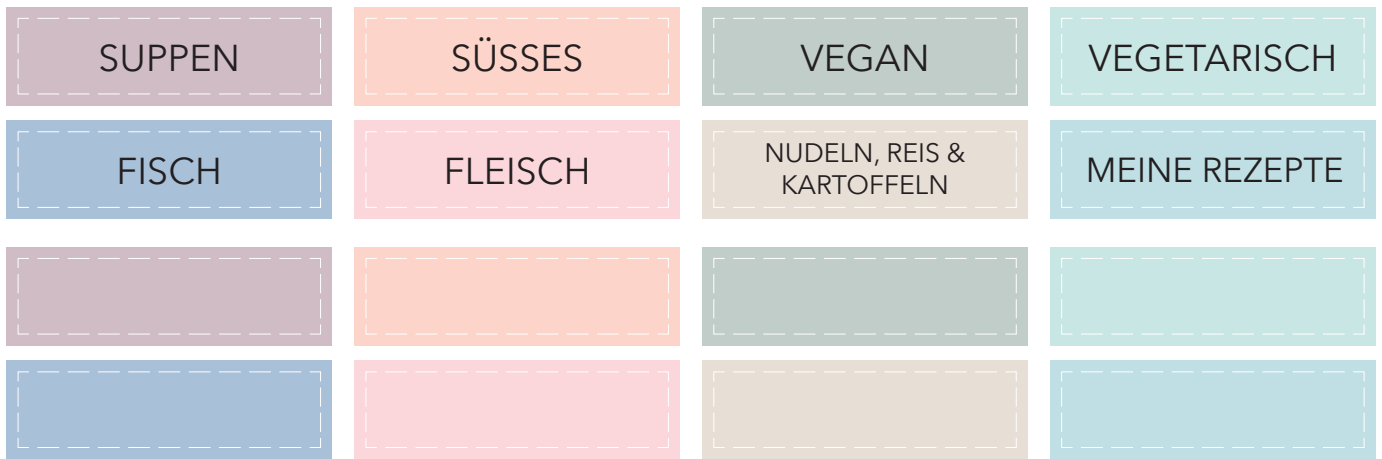 SUPPEN
SÜSSES
VEGAN
VEGETARISCH
FISCH
FLEISCH
NUDELN, REIS &
KARTOFFELN
MEINE REZEPTE